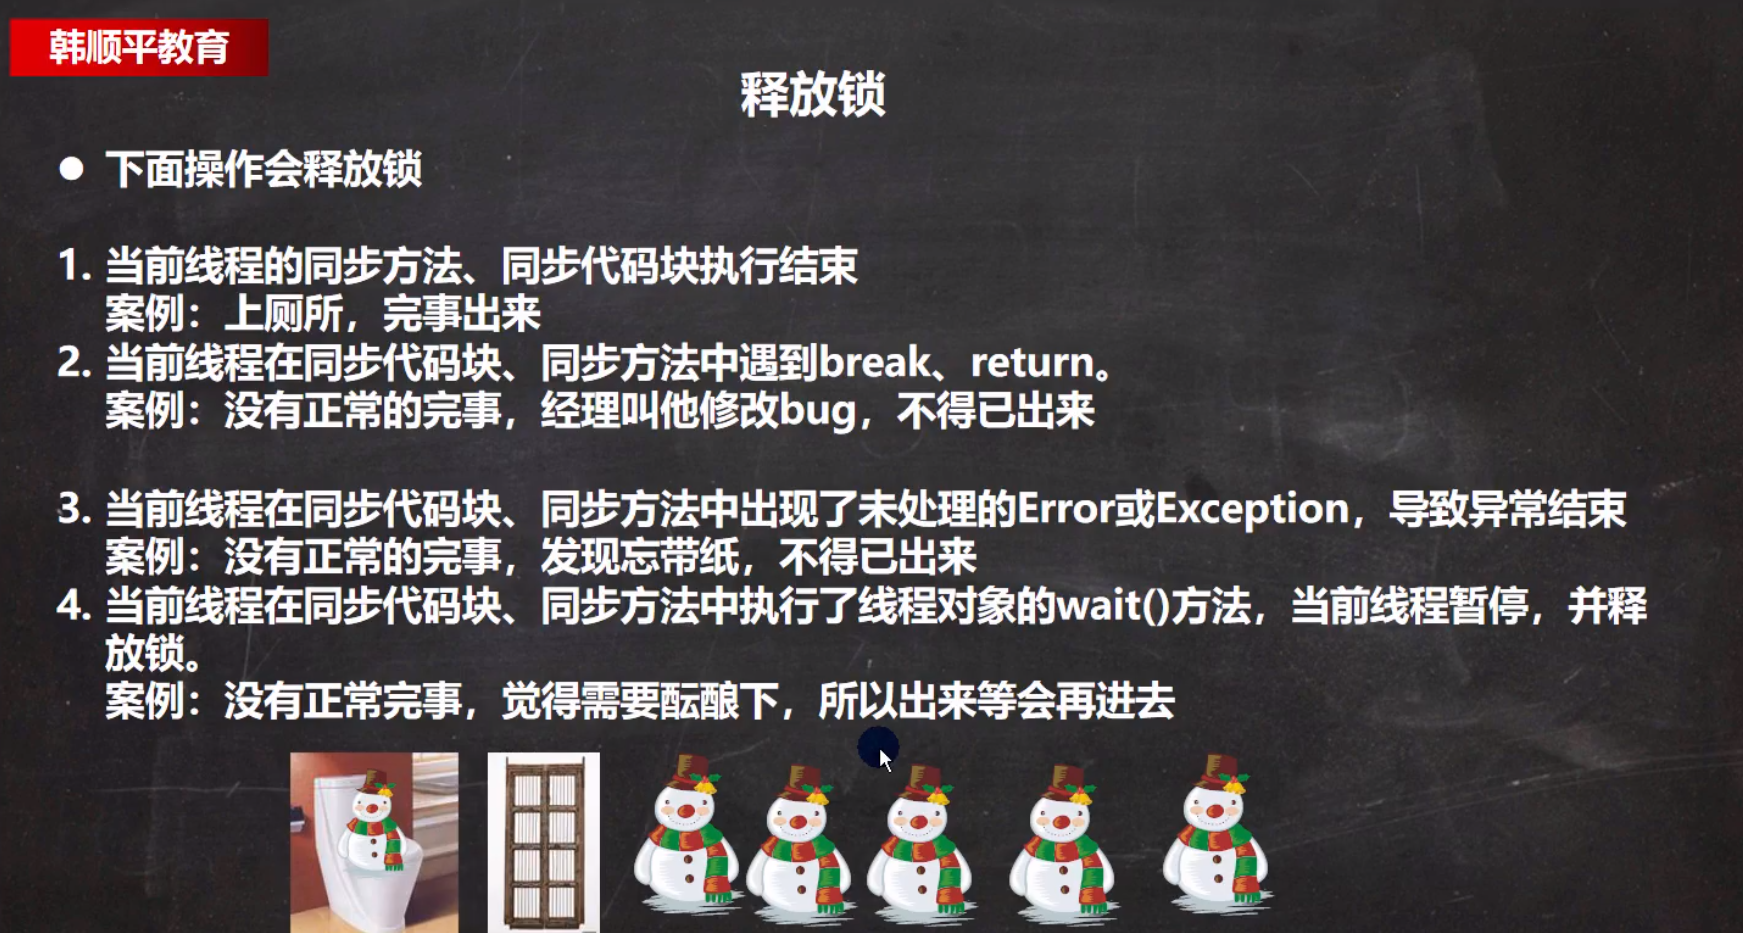 韩顺平教育
释放锁
● 下面操作会释放锁
1. 当前线程的同步方法、同步代码块执行结束
案例：上厕所，完事出来
2. 当前线程在同步代码块、同步方法中遇到break、return。
案例：没有正常的完事，经理叫他修改bug，不得已出来
3. 当前线程在同步代码块、同步方法中出现了未处理的Error或Exception，导致异常结束
案例：没有正常的完事，发现忘带纸，不得已出来
4. 当前线程在同步代码块、同步方法中执行了线程对象的wait()方法，当前线程暂停，并释
放锁。
案例：没有正常完事，觉得需要酝酿下，所以出来等会再进去